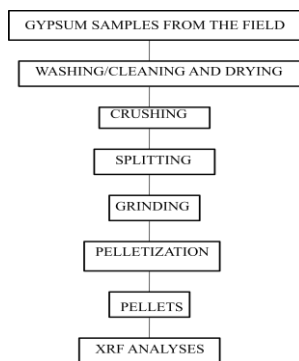 GYPSUM SAMPLES FROM THE FIELD
WASHING/CLEANING AND DRYING
CRUSHING
SPLITTING
GRINDING
PELLETIZATION
PELLETS
XRF ANALYSES